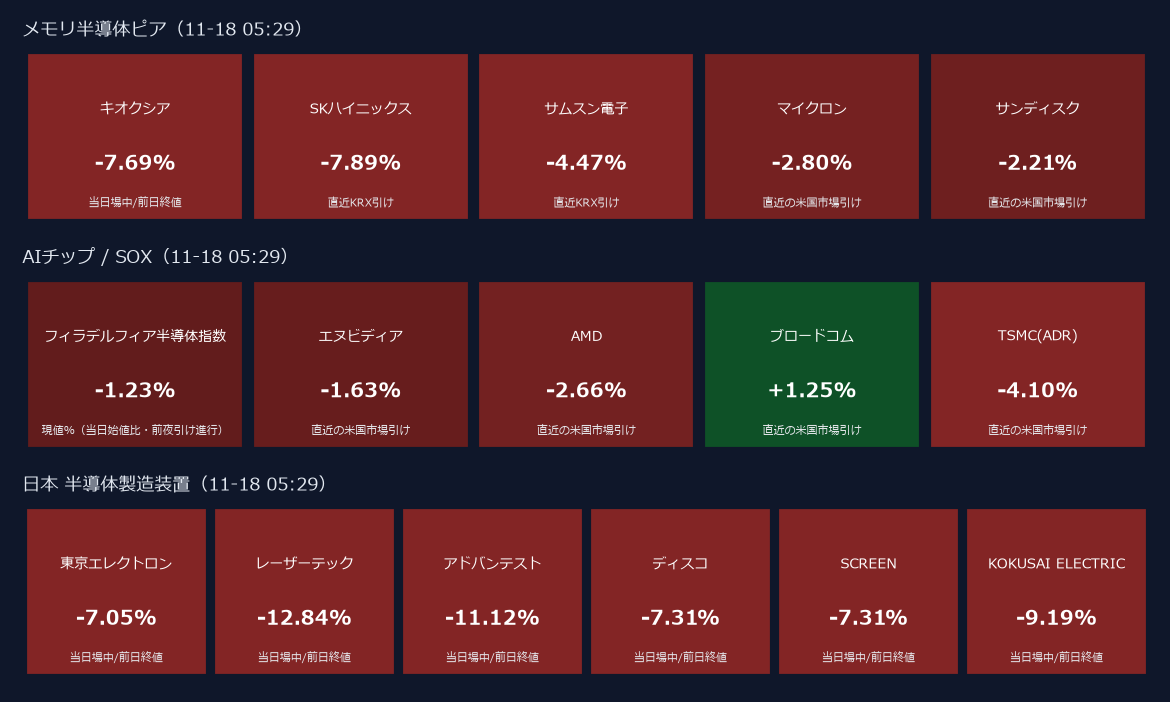 メモリ半導体ピア（11-18 05:29）
キオクシア
-7.69%
当日場中/前日終値
SKハイニックス
-7.89%
直近KRX引け
サムスン電子
-4.47%
直近KRX引け
マイクロン
-2.80%
直近の米国市場引け
サンディスク
-2.21%
直近の米国市場引け
AIチップ / SOX（11-18 05:29）
フィラデルフィア半導体指数
-1.23%
現値%（当日始値比・前夜引け進行）
エヌビディア
-1.63%
直近の米国市場引け
AMD
-2.66%
直近の米国市場引け
ブロードコム
+1.25%
直近の米国市場引け
TSMC(ADR)
-4.10%
直近の米国市場引け
日本 半導体製造装置（11-18 05:29）
東京エレクトロン
-7.05%
当日場中/前日終値
レーザーテック
-12.84%
当日場中/前日終値
アドバンテスト
-11.12%
当日場中/前日終値
ディスコ
-7.31%
当日場中/前日終値
SCREEN
-7.31%
当日場中/前日終値
KOKUSAI ELECTRIC
-9.19%
当日場中/前日終値